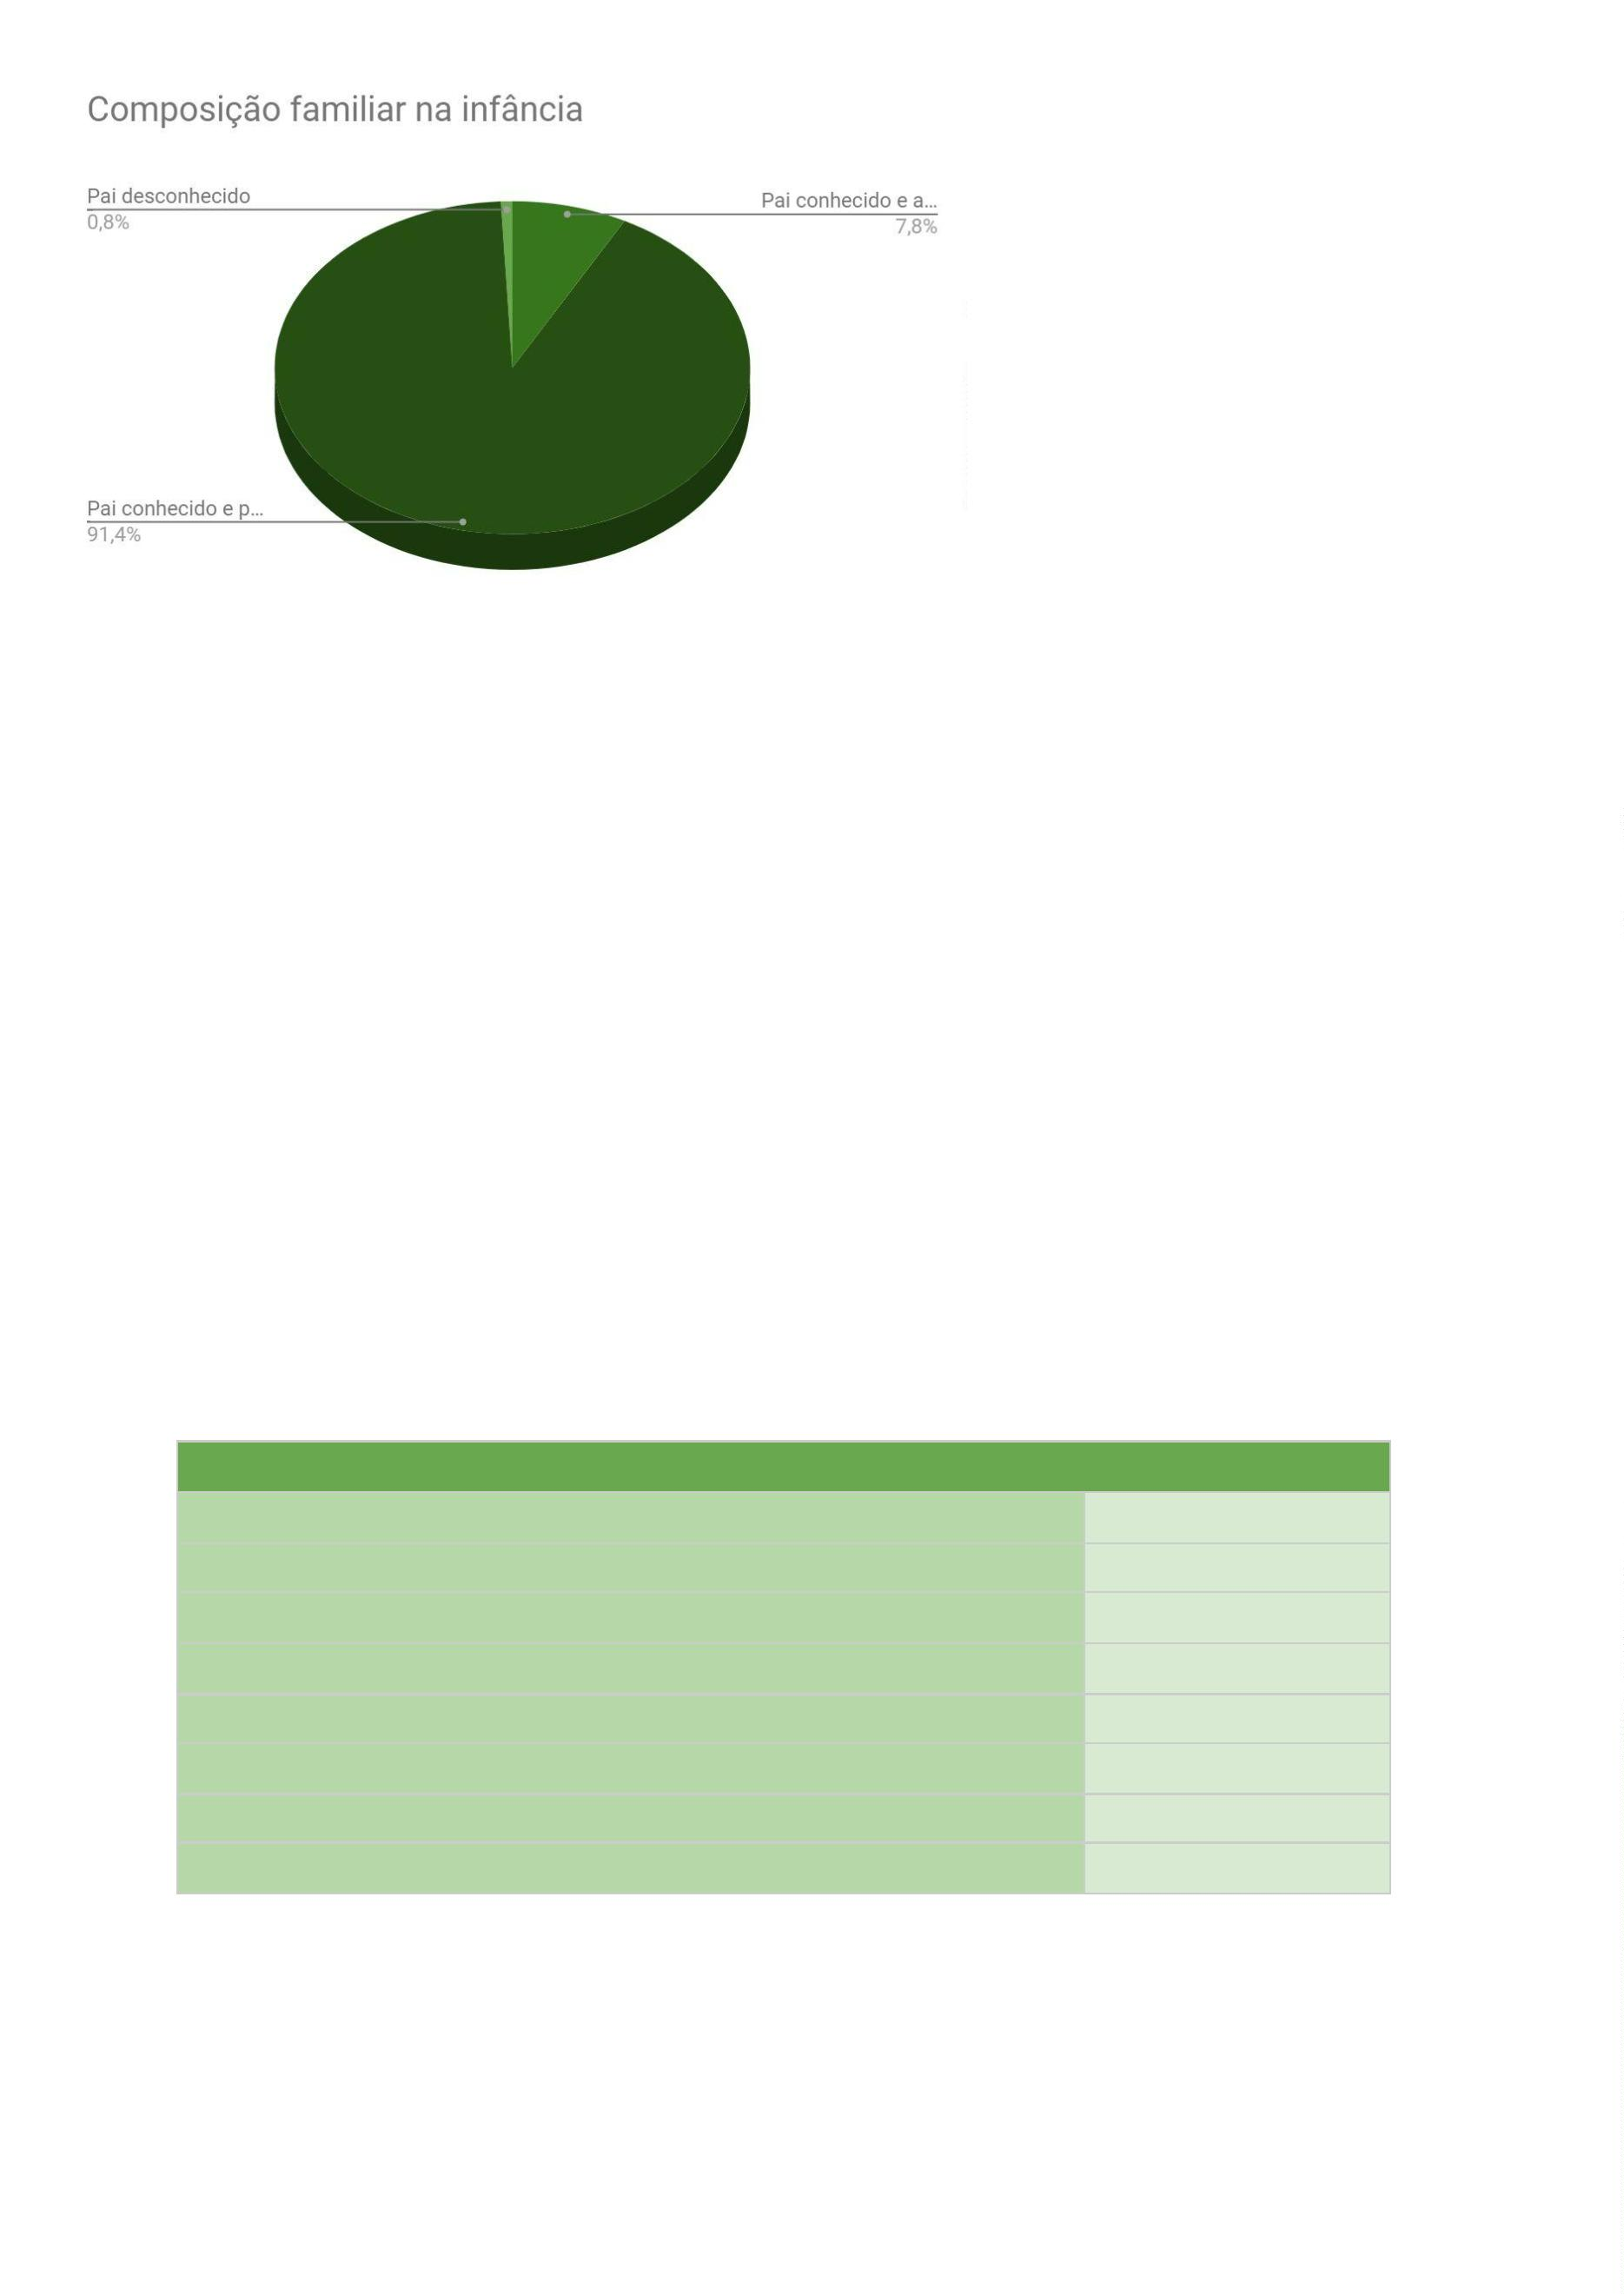 Composição familiar na infância
Pai desconhecido
0,8%
Pai conhecido e a...
7,8%
Pai conhecido e p...
91,4%